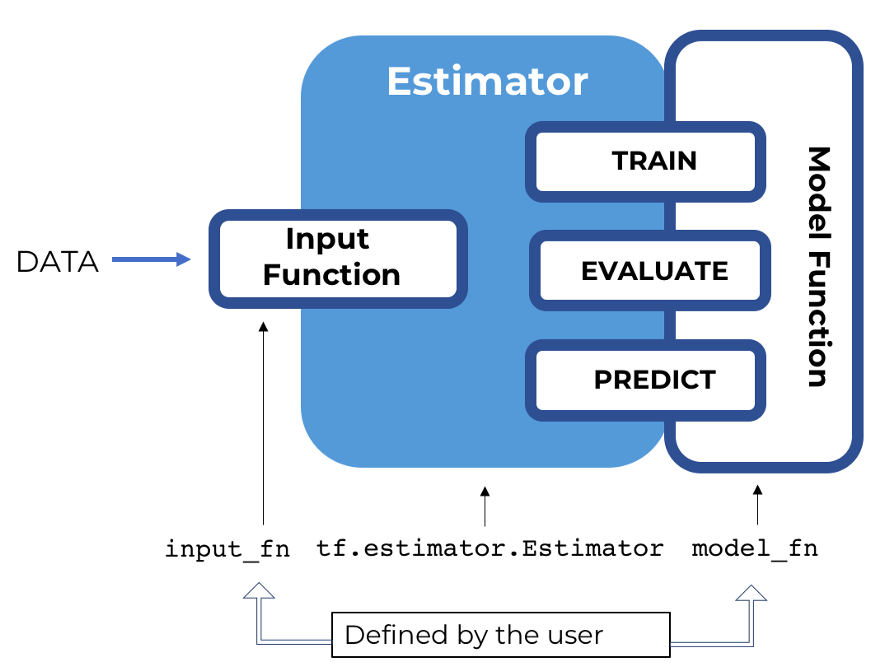 Estimator
TRAIN
Model Function
Input
Function
DATA
EVALUATE
PREDICT
input_fn tf.estimator.Estimator model_fn
Defined by the user